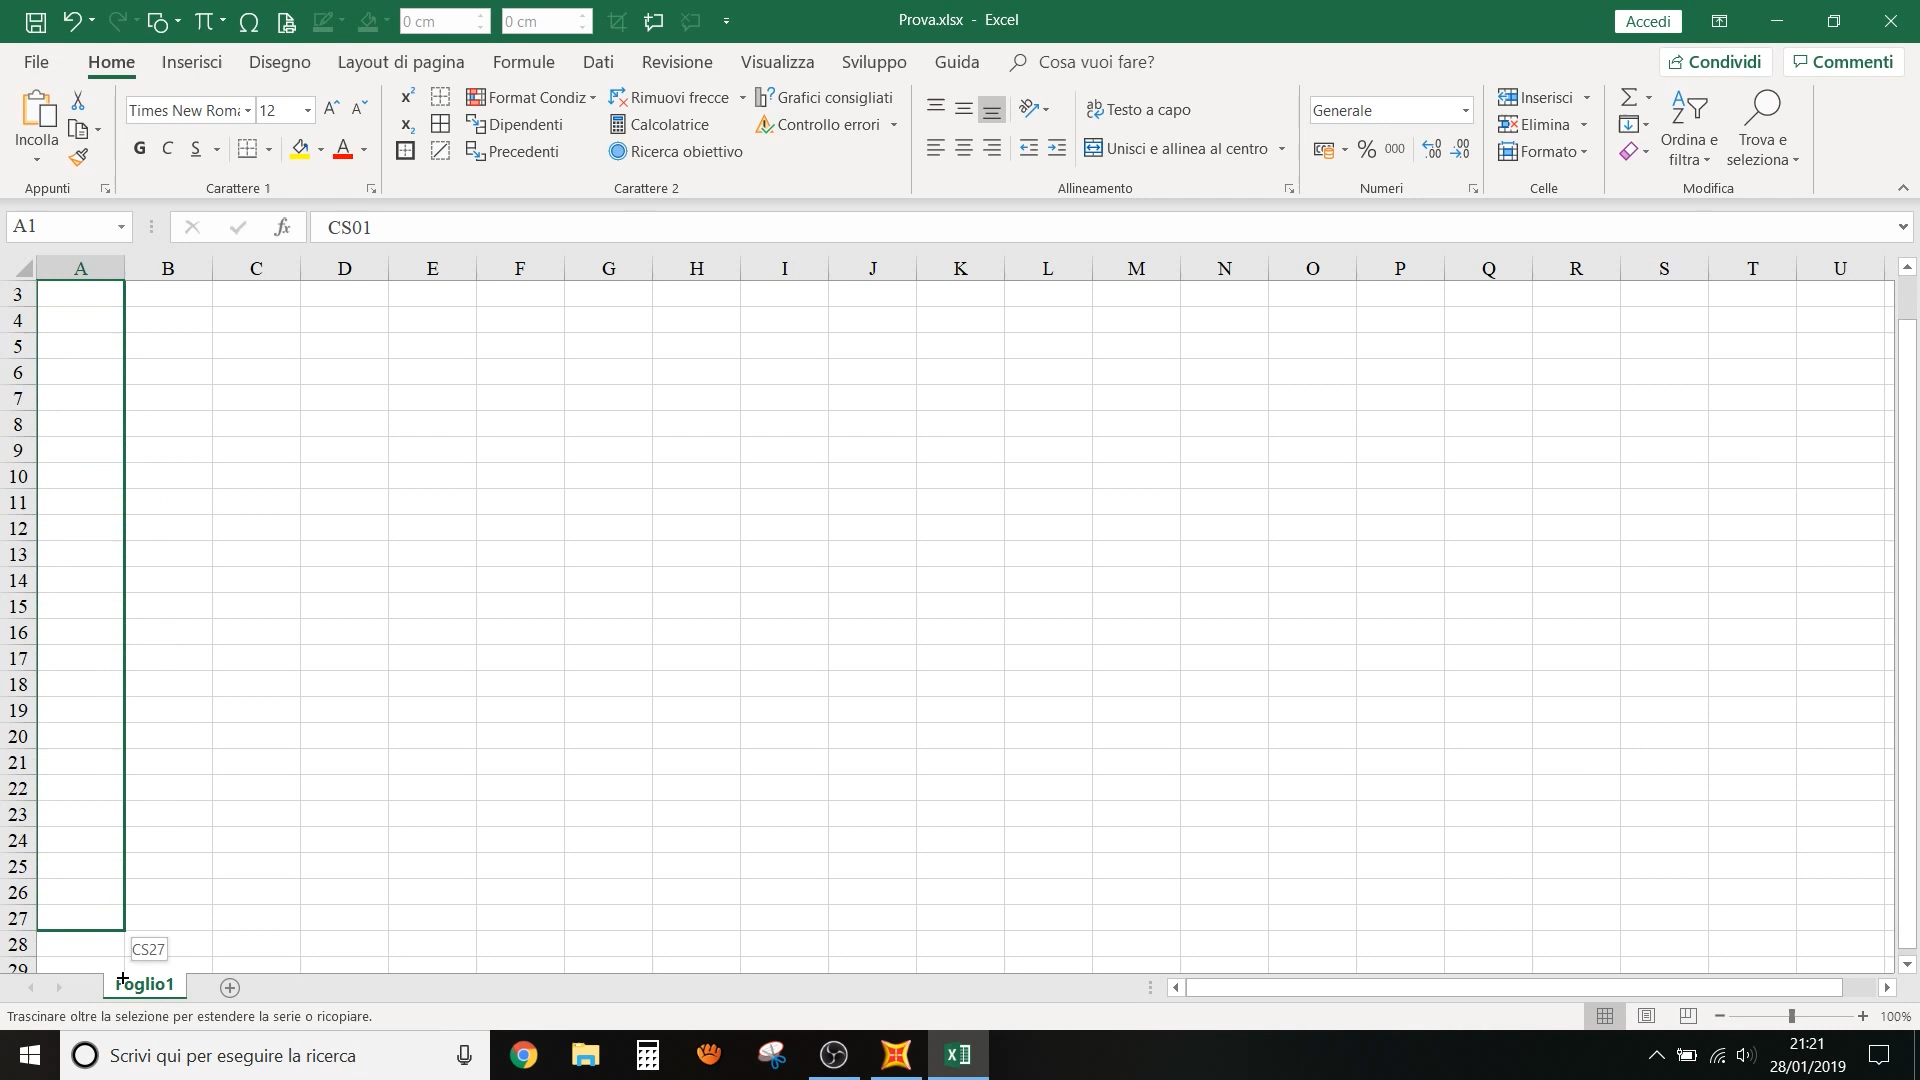 0 cm 0 cm Prova.xlsx - Excel Accedi
File Home Inserisci Disegno Layout di pagina Formule Dati Revisione Visualizza Sviluppo Guida Cosa vuoi fare? Condividi Commenti
Incolla
Times New Roma 12
G C S
Format Condiz
Dipendenti
Precedenti
Rimuovi frecce
Calcolatrice
Ricerca obiettivo
Grafici consigliati
Controllo errori
Testo a capo
Unisci e allinea al centro
Generale
% 000
Inserisci
Elimina
Formato
Ordina e
filtra
Trova e
seleziona
Appunti Carattere 1 Carattere 2 Allineamento Numeri Celle Modifica
A1 fx CS01
A B C D E F G H I J K L M N O P Q R S T U
3
4
5
6
7
8
9
10
11
12
13
14
15
16
17
18
19
20
21
22
23
24
25
26
27
28
CS27
29
Foglio1
Trascinare oltre la selezione per estendere la serie o ricopiare.
100%
Scrivi qui per eseguire la ricerca
21:21
28/01/2019